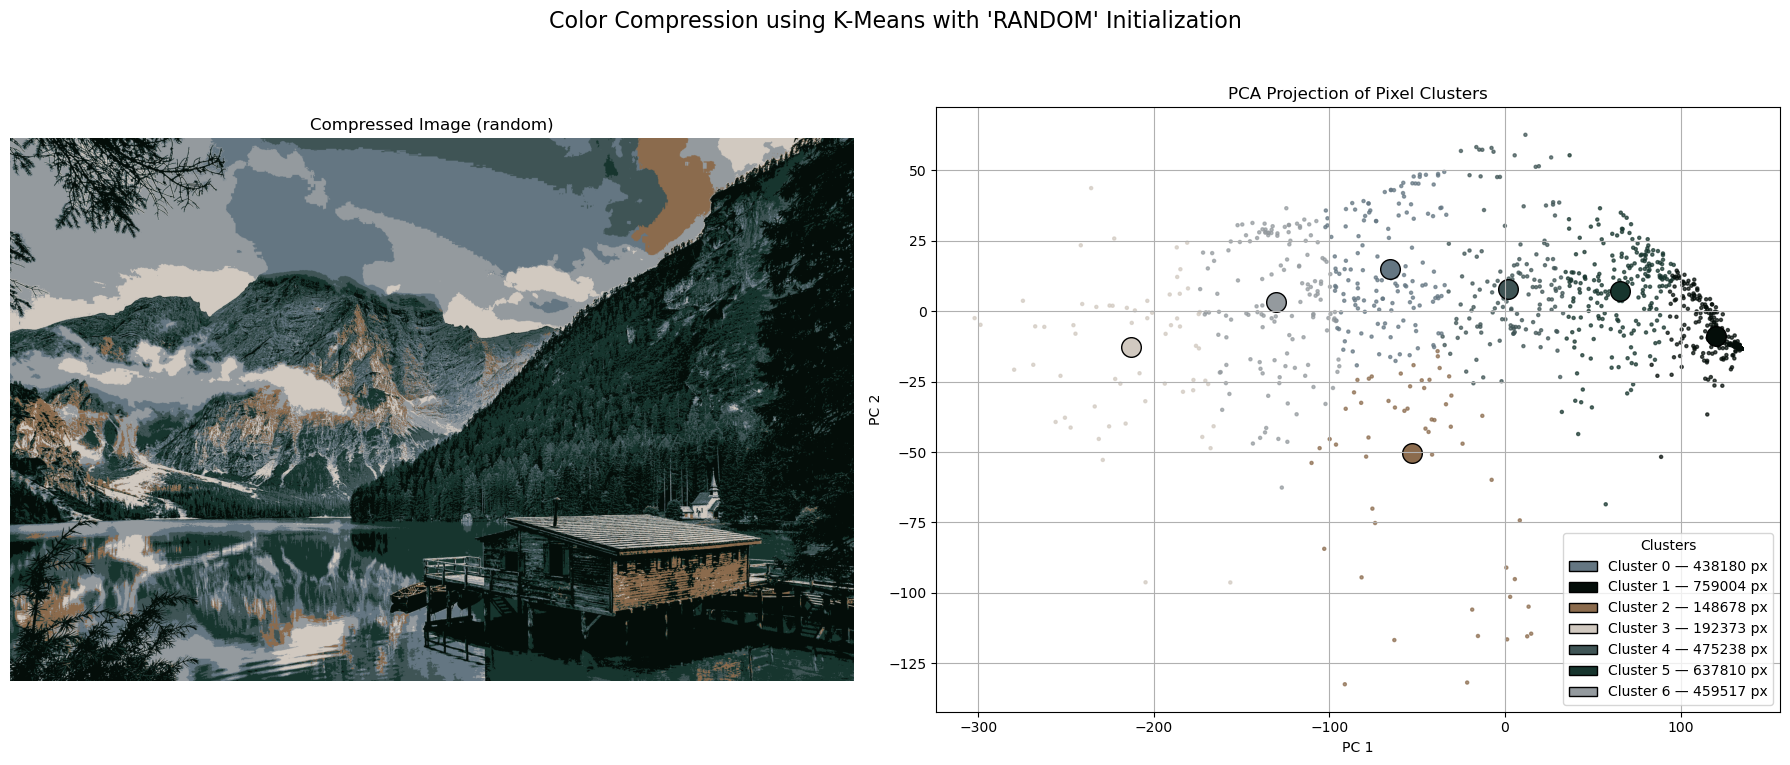 Color Compression using K-Means with 'RANDOM' Initialization
Compressed Image (random)
PCA Projection of Pixel Clusters
50
25
0
−25
−50
−75
−100
−125
PC 2
−300
−200
−100
0
100
PC 1
Clusters
Cluster 0 — 438180 px
Cluster 1 — 759004 px
Cluster 2 — 148678 px
Cluster 3 — 192373 px
Cluster 4 — 475238 px
Cluster 5 — 637810 px
Cluster 6 — 459517 px